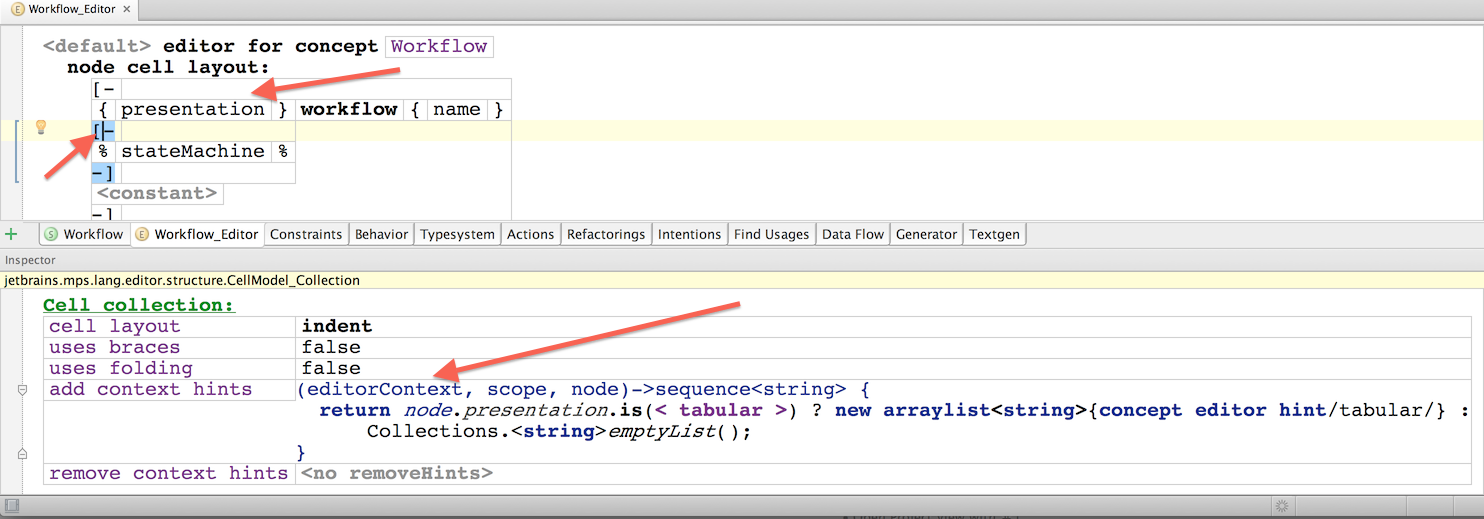 Workflow_Editor ×
<default> editor for concept Workflow
node cell layout:
[-
{ presentation } workflow { name }
[-
% stateMachine %
-]
<constant>
-]
Workflow Workflow_Editor Constraints Behavior Typesystem Actions Refactorings Intentions Find Usages Data Flow Generator Textgen
Inspector
jetbrains.mps.lang.editor.structure.CellModel_Collection
Cell collection:
cell layout indent
uses braces false
uses folding false
add context hints (editorContext, scope, node)->sequence<string> {
return node.presentation.is(< tabular >) ? new arraylist<string>{concept editor hint/tabular/} :
Collections.<string>emptyList();
}
remove context hints <no removeHints>